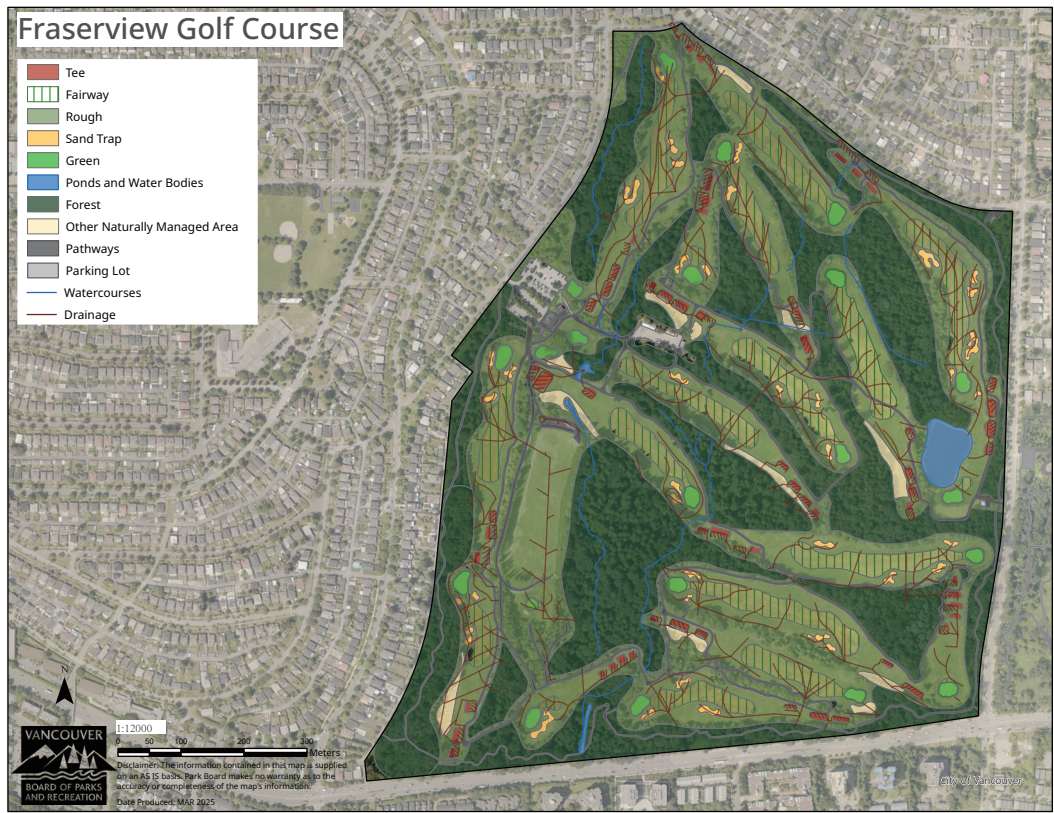 Fraserview Golf Course
Tee
Fairway
Rough
Sand Trap
Green
Ponds and Water Bodies
Forest
Other Naturally Managed Area
Pathways
Parking Lot
Watercourses
Drainage
N
VANCOUVER
BOARD OF PARKS
AND RECREATION
1:12000
0 50 100 200 300
Meters
Disclaimer: The information contained in this map is supplied
on an AS IS basis. Park Board makes no warranty as to the
accuracy or completeness of the map's information.
Date Produced: MAR 2025
City of Vancouver